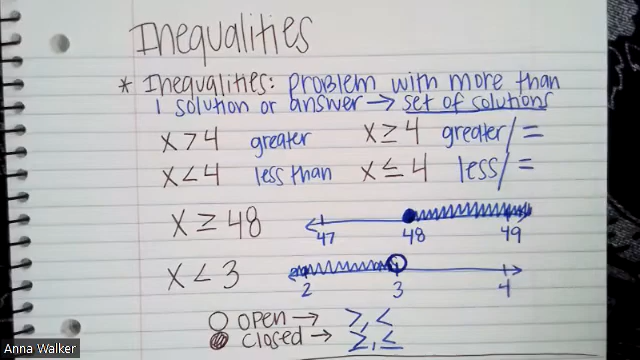 Inequalities
* Inequalities: problem with more than
1 solution or answer → set of solutions
x > 4 greater x ≥ 4 greater/=
x < 4 less than x ≤ 4 less/=
x ≥ 48
47 48 49
x < 3
2 3 4
open → >, <
closed → ≥, ≤
Anna Walker